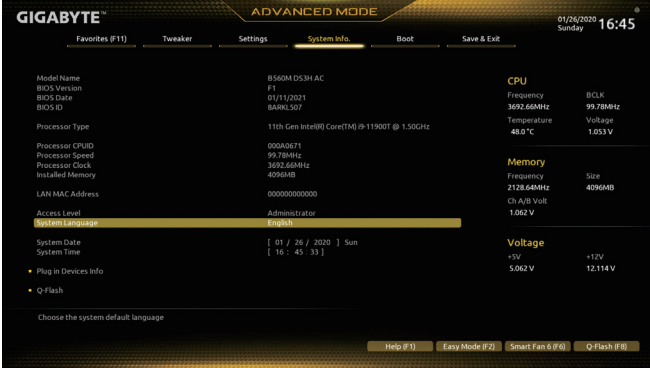 GIGABYTE™
ADVANCED MODE
01/26/2020 16:45
Sunday
Favorites (F11) Tweaker Settings System Info. Boot Save & Exit
Model Name B560M DS3H AC
BIOS Version F1
BIOS Date 01/11/2021
BIOS ID 8ARKL507
Processor Type 11th Gen Intel(R) Core(TM) i9-11900T @ 1.50GHz
Processor CPUID 000A0671
Processor Speed 99.78MHz
Processor Clock 3692.66MHz
Installed Memory 4096MB
LAN MAC Address 000000000000
Access Level Administrator
System Language English
System Date [ 01 / 26 / 2020 ] Sun
System Time [ 16 : 45 : 33 ]
Plug in Devices Info
Q-Flash
Choose the system default language
CPU
Frequency BCLK
3692.66MHz 99.78MHz
Temperature Voltage
48.0 °C 1.053 V
Memory
Frequency Size
2128.64MHz 4096MB
Ch A/B Volt
1.062 V
Voltage
+5V +12V
5.062 V 12.114 V
Help (F1) Easy Mode (F2) Smart Fan 6 (F6) Q-Flash (F8)